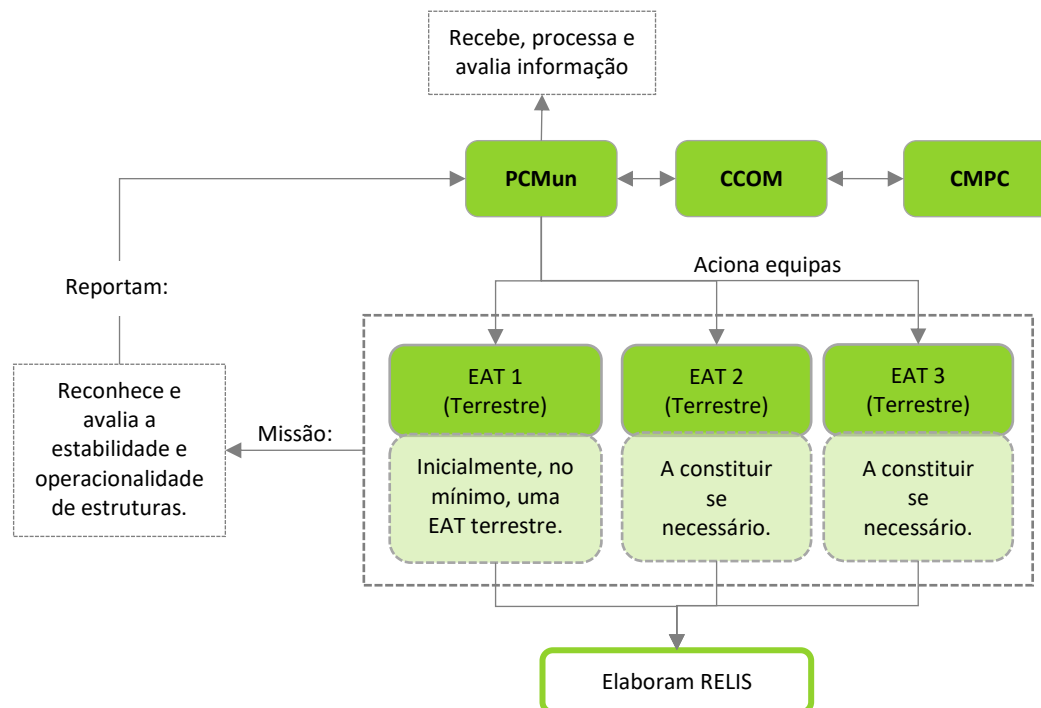 Recebe, processa e
avalia informação
PCMun
CCOM
CMPC
Aciona equipas
Reportam:
EAT 1
(Terrestre)
EAT 2
(Terrestre)
EAT 3
(Terrestre)
Reconhece e
avalia a
estabilidade e
operacionalidade
de estruturas.
Missão:
Inicialmente, no
mínimo, uma
EAT terrestre.
A constituir
se
necessário.
A constituir
se
necessário.
Elaboram RELIS